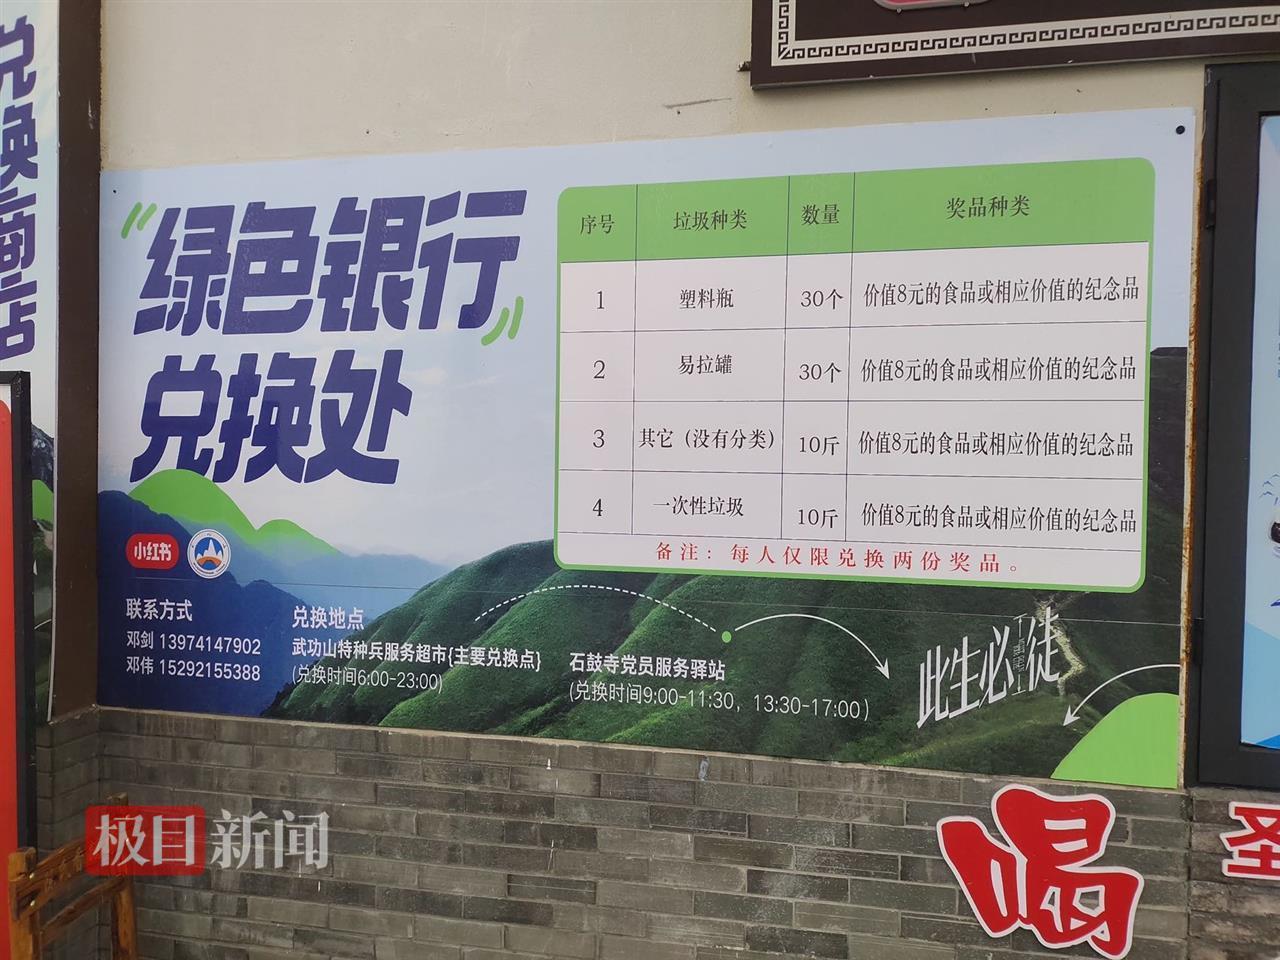 兑换商店
“绿色银行”
兑换处
序号 垃圾种类 数量 奖品种类
1 塑料瓶 30个 价值8元的食品或相应价值的纪念品
2 易拉罐 30个 价值8元的食品或相应价值的纪念品
3 其它（没有分类） 10斤 价值8元的食品或相应价值的纪念品
4 一次性垃圾 10斤 价值8元的食品或相应价值的纪念品
备注：每人仅限兑换两份奖品。
小红书
联系方式
邓剑 13974147902
邓伟 15292155388
兑换地点
武功山特种兵服务超市{主要兑换点}
(兑换时间6:00-23:00)
石鼓寺党员服务驿站
(兑换时间9:00-11:30，13:30-17:00)
此生必徒
极目新闻
喝
圣